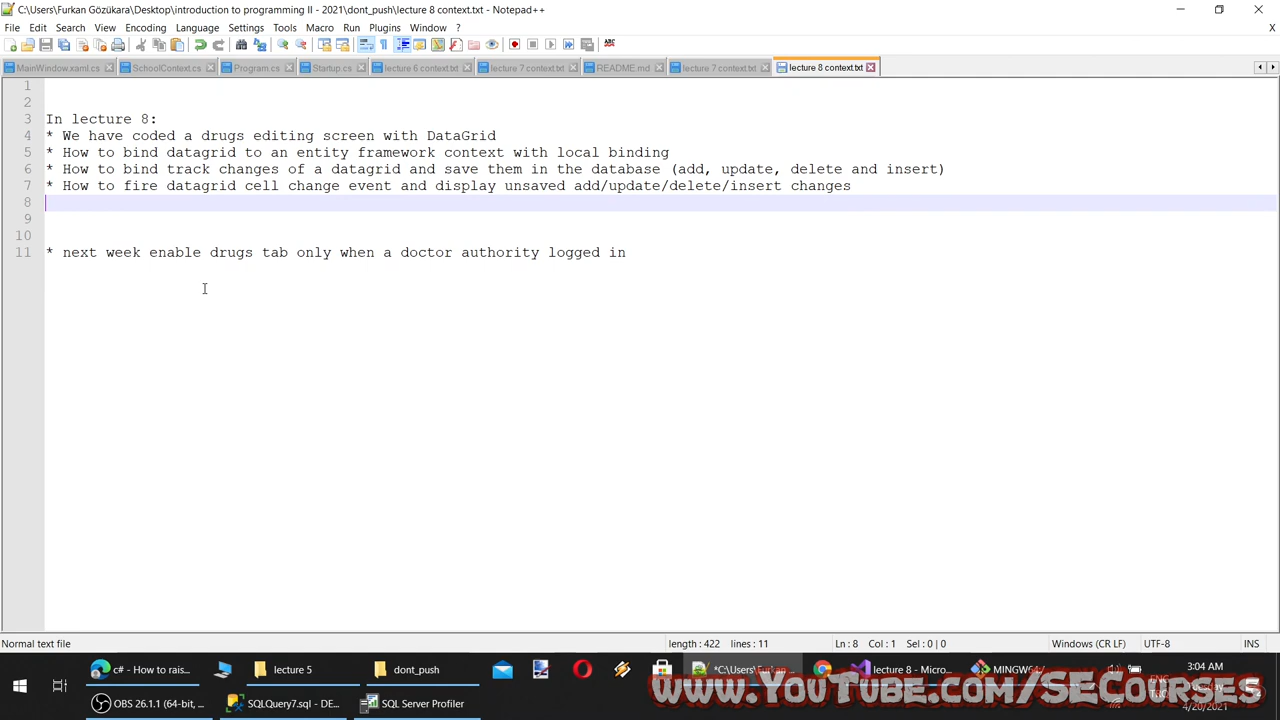 C:\Users\Furkan Gözükara\Desktop\introduction to programming II - 2021\dont_push\lecture 8 context.txt - Notepad++
File Edit Search View Encoding Language Settings Tools Macro Run Plugins Window ? X
MainWindow.xaml.cs SchoolContext.cs Program.cs Startup.cs lecture 6 context.txt lecture 7 context.txt README.md lecture 7 context.txt lecture 8 context.txt
1
2
3 In lecture 8:
4 * We have coded a drugs editing screen with DataGrid
5 * How to bind datagrid to an entity framework context with local binding
6 * How to bind track changes of a datagrid and save them in the database (add, update, delete and insert)
7 * How to fire datagrid cell change event and display unsaved add/update/delete/insert changes
8
9
10
11 * next week enable drugs tab only when a doctor authority logged in
Normal text file length : 422 lines : 11 Ln : 8 Col : 1 Sel : 0 | 0 Windows (CR LF) UTF-8 INS
c# - How to rais... lecture 5 dont_push *C:\Users\Furkan lecture 8 - Micro... MINGW64:/ 3:04 AM
ENG
4/20/2021
www.YouTube.com/SECourses
OBS 26.1.1 (64-bit, ... SQLQuery7.sql - DE... SQL Server Profiler